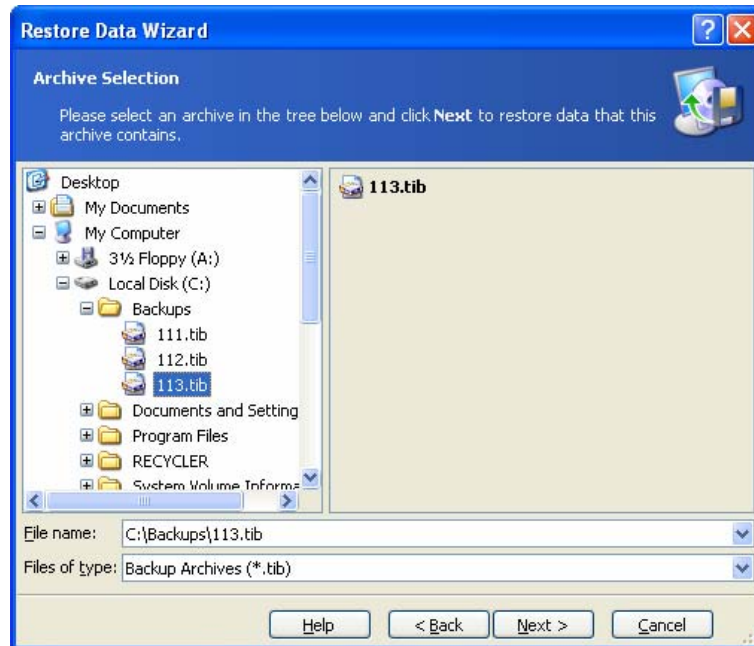 Restore Data Wizard
Archive Selection
Please select an archive in the tree below and click Next to restore data that this
archive contains.
Desktop
My Documents
My Computer
3½ Floppy (A:)
Local Disk (C:)
Backups
111.tib
112.tib
113.tib
Documents and Setting
Program Files
RECYCLER
System Volume Informa
113.tib
File name: C:\Backups\113.tib
Files of type: Backup Archives (*.tib)
Help < Back Next > Cancel